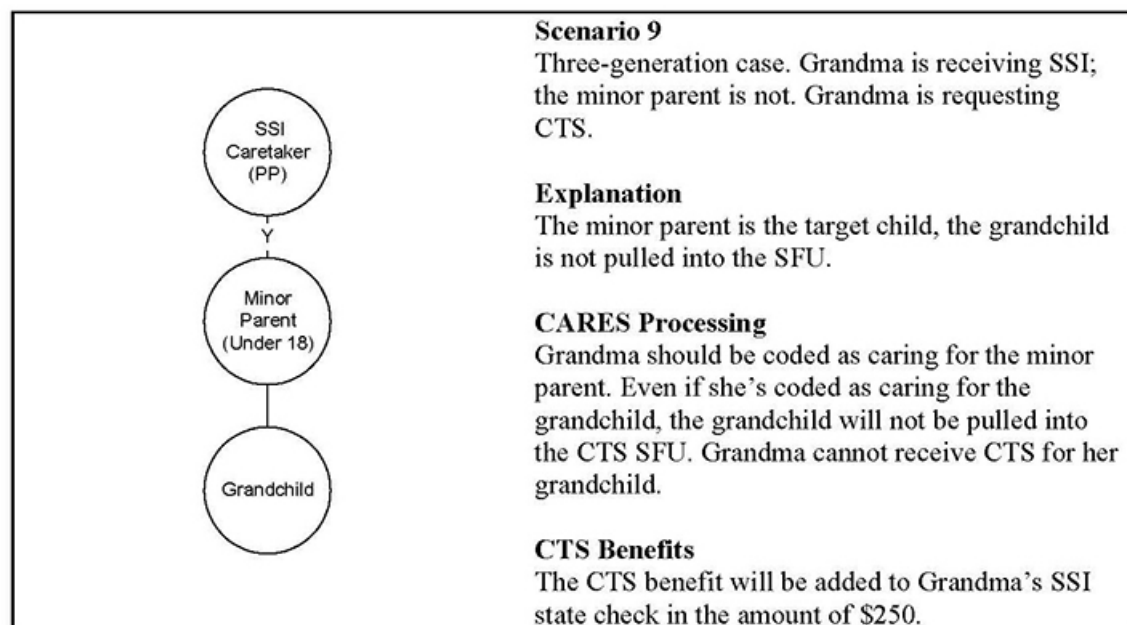 SSI
Caretaker
(PP)
Y
Minor
Parent
(Under 18)
Grandchild
Scenario 9
Three-generation case. Grandma is receiving SSI;
the minor parent is not. Grandma is requesting
CTS.
Explanation
The minor parent is the target child, the grandchild
is not pulled into the SFU.
CARES Processing
Grandma should be coded as caring for the minor
parent. Even if she's coded as caring for the
grandchild, the grandchild will not be pulled into
the CTS SFU. Grandma cannot receive CTS for her
grandchild.
CTS Benefits
The CTS benefit will be added to Grandma's SSI
state check in the amount of $250.